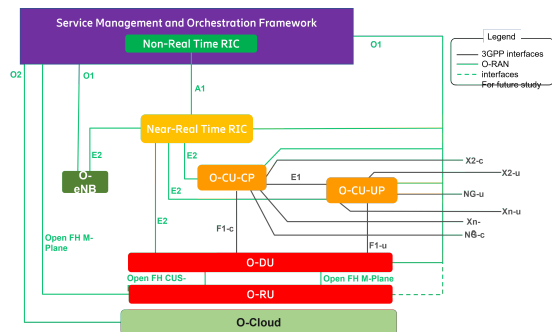 Service Management and Orchestration Framework
Non-Real Time RIC
O1
Legend
3GPP interfaces
O-RAN
interfaces
For future study
O2
O1
A1
Near-Real Time RIC
E2
E2
O-CU-CP
X2-c
O-
eNB
E2
E1
O-CU-UP
X2-u
NG-u
Xn-u
E2
F1-c
Xn-
NG-c
Open FH M-
Plane
F1-u
O-DU
Open FH CUS-
Open FH M-Plane
O-RU
O-Cloud